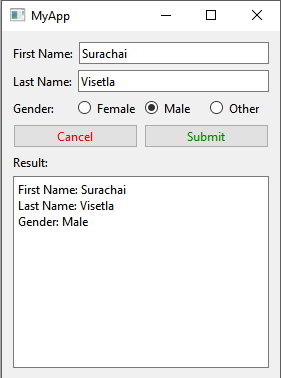 MyApp
First Name: Surachai
Last Name: Visetla
Gender: Female Male Other
Cancel Submit
Result:
First Name: Surachai
Last Name: Visetla
Gender: Male